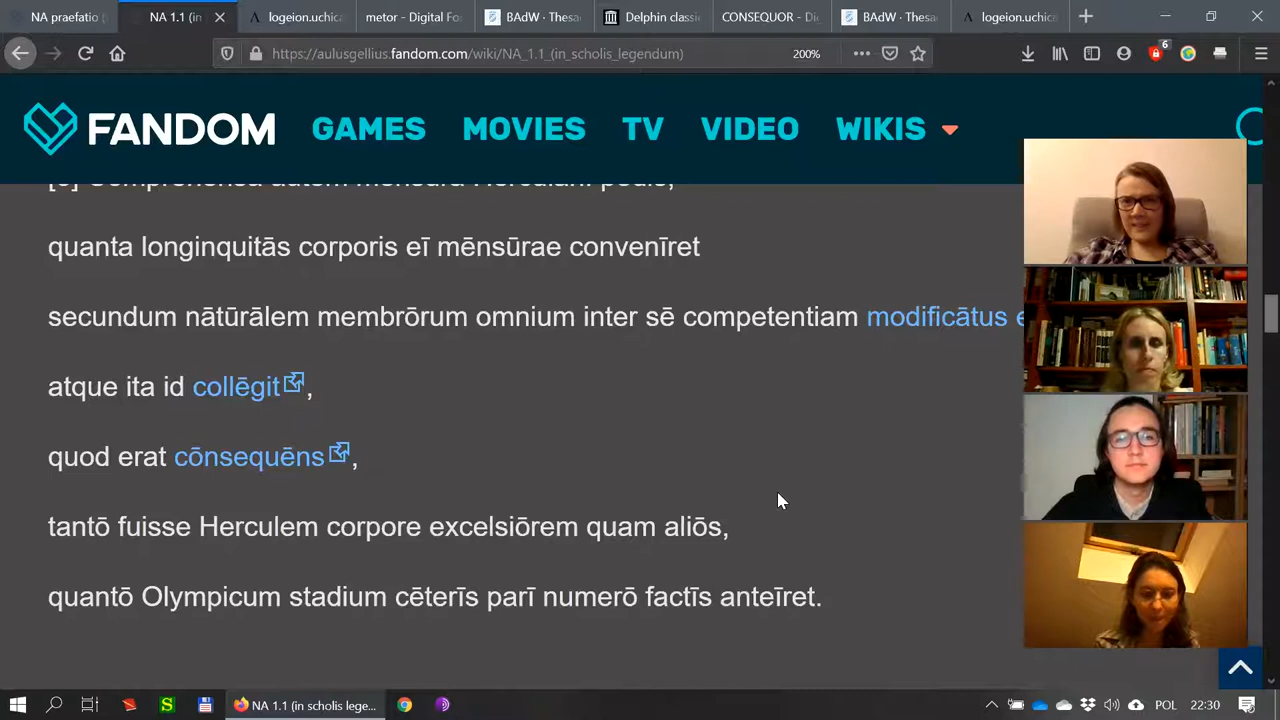 NA praefatio (
NA 1.1 (in
logeion.uchica
metor - Digital Fo
BAdW · Thesa
Delphin classic
CONSEQUOR - Di
BAdW · Thesa
logeion.uchica
https://aulusgellius.fandom.com/wiki/NA_1.1_(in_scholis_legendum)
200%
6
FANDOM
GAMES
MOVIES
TV
VIDEO
WIKIS
quanta longinquitās corporis eī mēnsūrae convenīret
secundum nātūrālem membrōrum omnium inter sē competentiam modificātus e
atque ita id collēgit,
quod erat cōnsequēns,
tantō fuisse Herculem corpore excelsiōrem quam aliōs,
quantō Olympicum stadium cēterīs parī numerō factīs anteīret.
NA 1.1 (in scholis lege...
POL
22:30